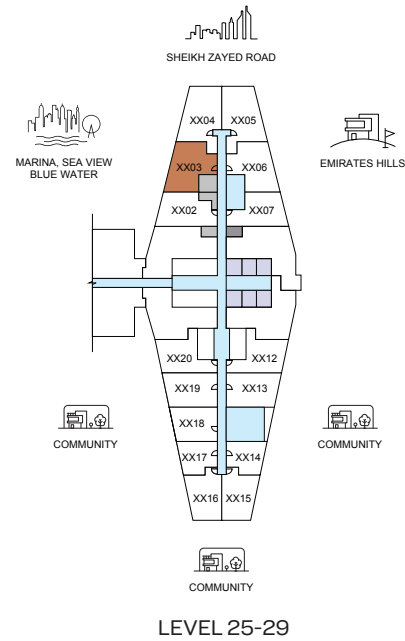 SHEIKH ZAYED ROAD
XX04
XX05
MARINA, SEA VIEW
BLUE WATER
EMIRATES HILLS
XX03
XX06
XX02
XX07
XX20
XX12
XX19
XX13
XX18
COMMUNITY
COMMUNITY
XX17
XX14
XX16
XX15
COMMUNITY
LEVEL 25-29